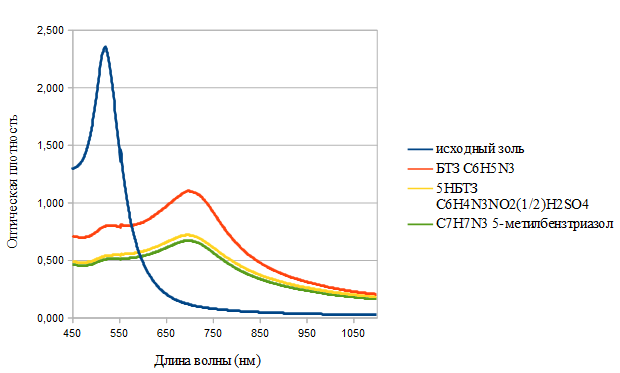 2,500
2,000
1,500
1,000
0,500
0,000
Оптическая плотность
450
550
650
750
850
950
1050
Длина волны (нм)
исходный золь
БТЗ C6H5N3
5НБТЗ
C6H4N3NO2(1/2)H2SO4
C7H7N3 5-метилбензтриазол